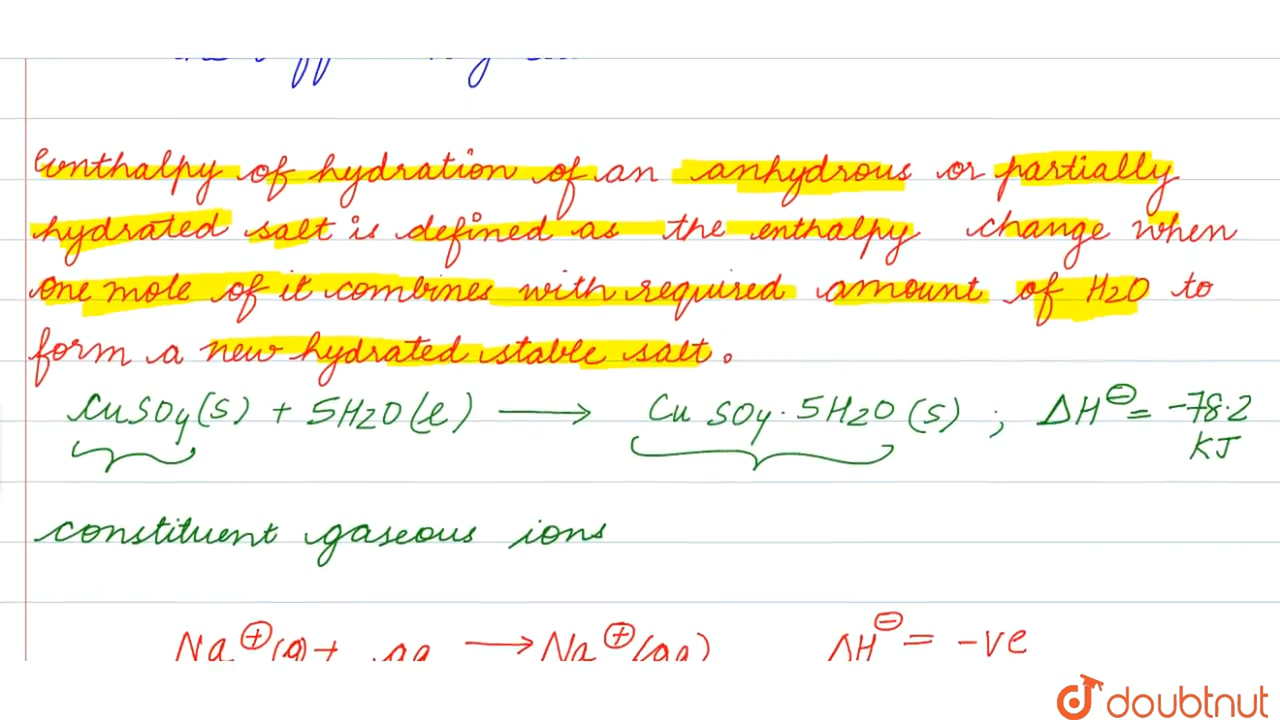 Enthalpy of hydration of an anhydrous or partially
hydrated salt is defined as the enthalpy change when
one mole of it combines with required amount of H2O to
form a new hydrated stable salt.
CuSO4(s) + 5H2O(l) ⟶ CuSO4·5H2O(s) ; ΔH⊖ = -78.2
KJ
constituent gaseous ions
Na⊕(g) + aq ⟶ Na⊕(aq) ΔH⊖ = -ve
doubtnut